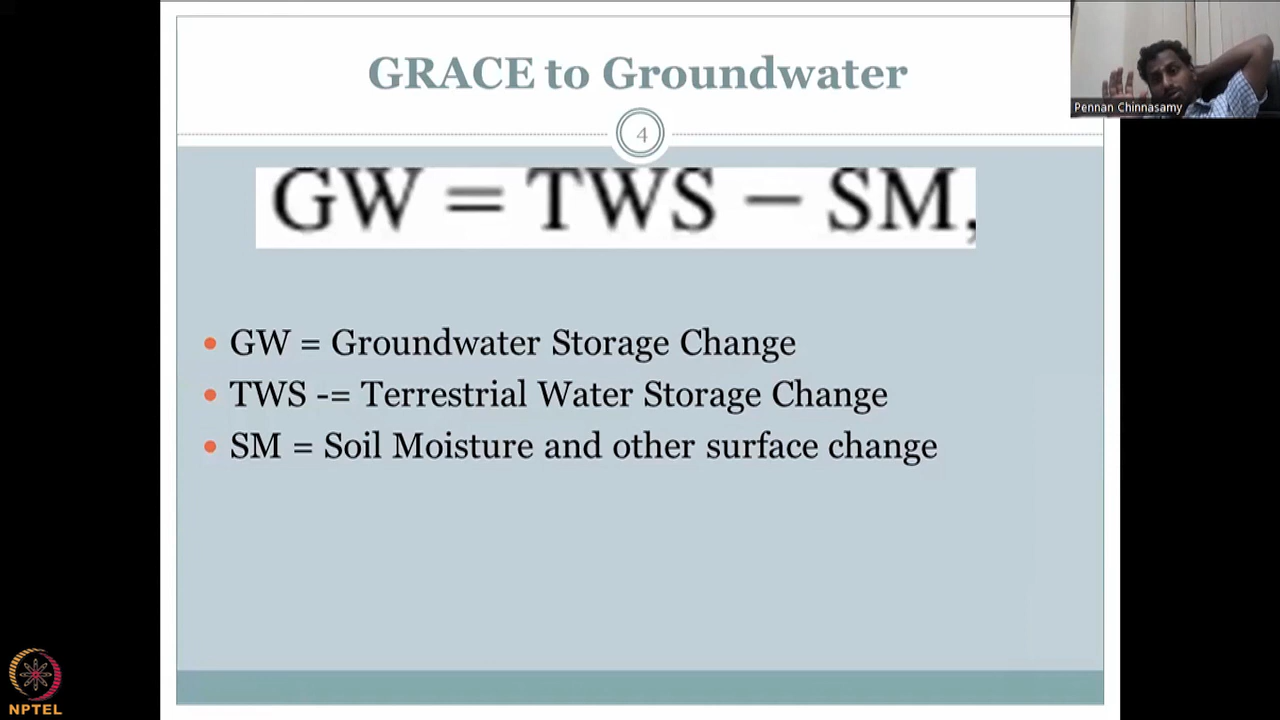 GRACE to Groundwater
Pennan Chinnasamy
4
GW = TWS − SM,
• GW = Groundwater Storage Change
• TWS -= Terrestrial Water Storage Change
• SM = Soil Moisture and other surface change
NPTEL